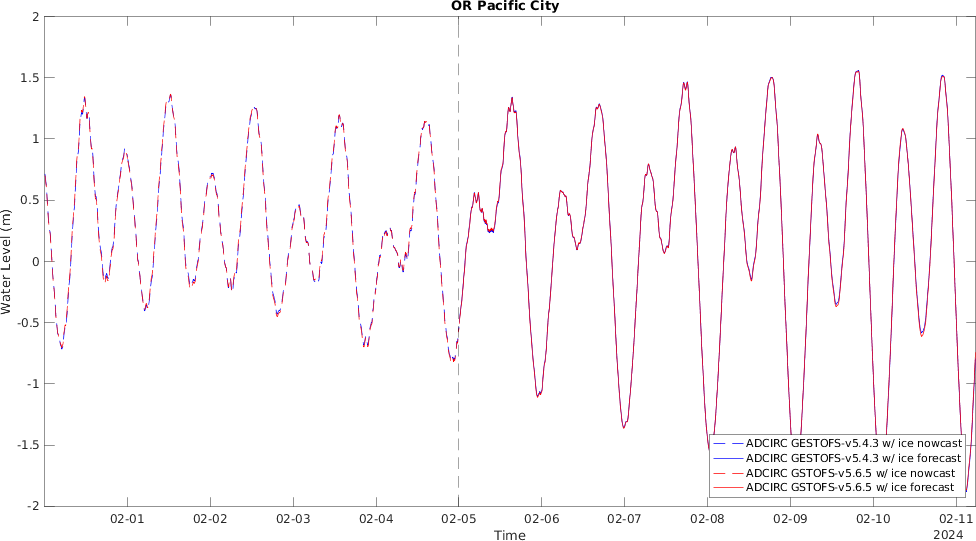 OR Pacific City
Water Level (m)
2
1.5
1
0.5
0
-0.5
-1
-1.5
-2
ADCIRC GESTOFS-v5.4.3 w/ ice nowcast
ADCIRC GESTOFS-v5.4.3 w/ ice forecast
ADCIRC GSTOFS-v5.6.5 w/ ice nowcast
ADCIRC GSTOFS-v5.6.5 w/ ice forecast
02-01 02-02 02-03 02-04 02-05 02-06 02-07 02-08 02-09 02-10 02-11
Time
2024